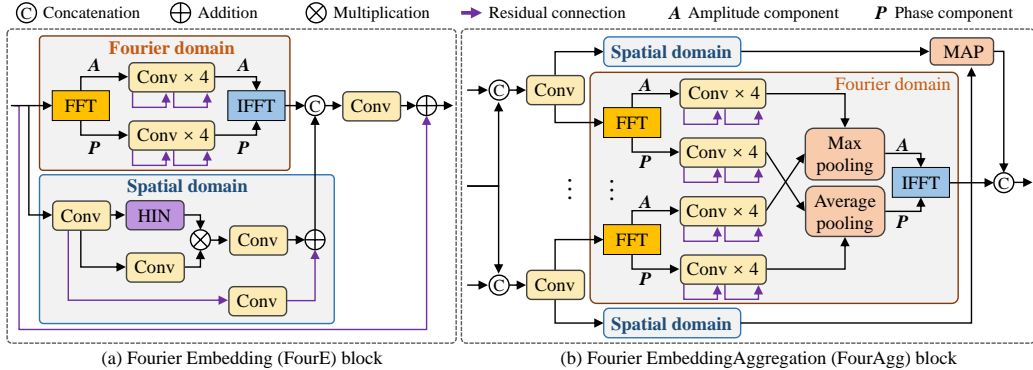 C Concatenation
Addition
Multiplication
Residual connection
A Amplitude component
P Phase component
Fourier domain
A
Conv × 4
A
FFT
IFFT
P
Conv × 4
P
C
Conv
Spatial domain
Conv
HIN
Conv
Conv
Conv
(a) Fourier Embedding (FourE) block
Spatial domain
MAP
Fourier domain
C
Conv
FFT
A
Conv × 4
P
Conv × 4
Max
pooling
A
IFFT
C
FFT
A
Conv × 4
Average
pooling
P
P
Conv × 4
C
Conv
Spatial domain
(b) Fourier EmbeddingAggregation (FourAgg) block